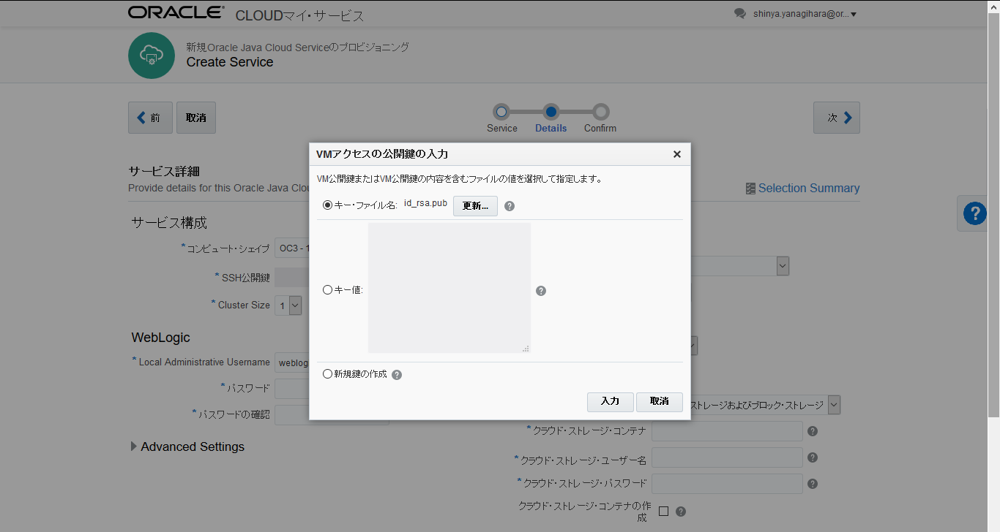 ORACLE® CLOUDマイ・サービス
shinya.yanagihara@or...
新規Oracle Java Cloud Serviceのプロビジョニング
Create Service
前
取消
Service
Details
Confirm
次
サービス詳細
Provide details for this Oracle Java Clou
Selection Summary
サービス構成
*コンピュート・シェイプ
OC3 - 1
*SSH公開鍵
*Cluster Size
1
WebLogic
*Local Administrative Username
weblog
*パスワード
*パスワードの確認
Advanced Settings
VMアクセスの公開鍵の入力
VM公開鍵またはVM公開鍵の内容を含むファイルの値を選択して指定します。
キー・ファイル名: id_rsa.pub 更新... ?
キー値: ?
新規鍵の作成 ?
入力
取消
?
ストレージおよびブロック・ストレージ
*クラウド・ストレージ・コンテナ ?
*クラウド・ストレージ・ユーザー名 ?
*クラウド・ストレージ・パスワード ?
クラウド・ストレージ・コンテナの作
成 ?